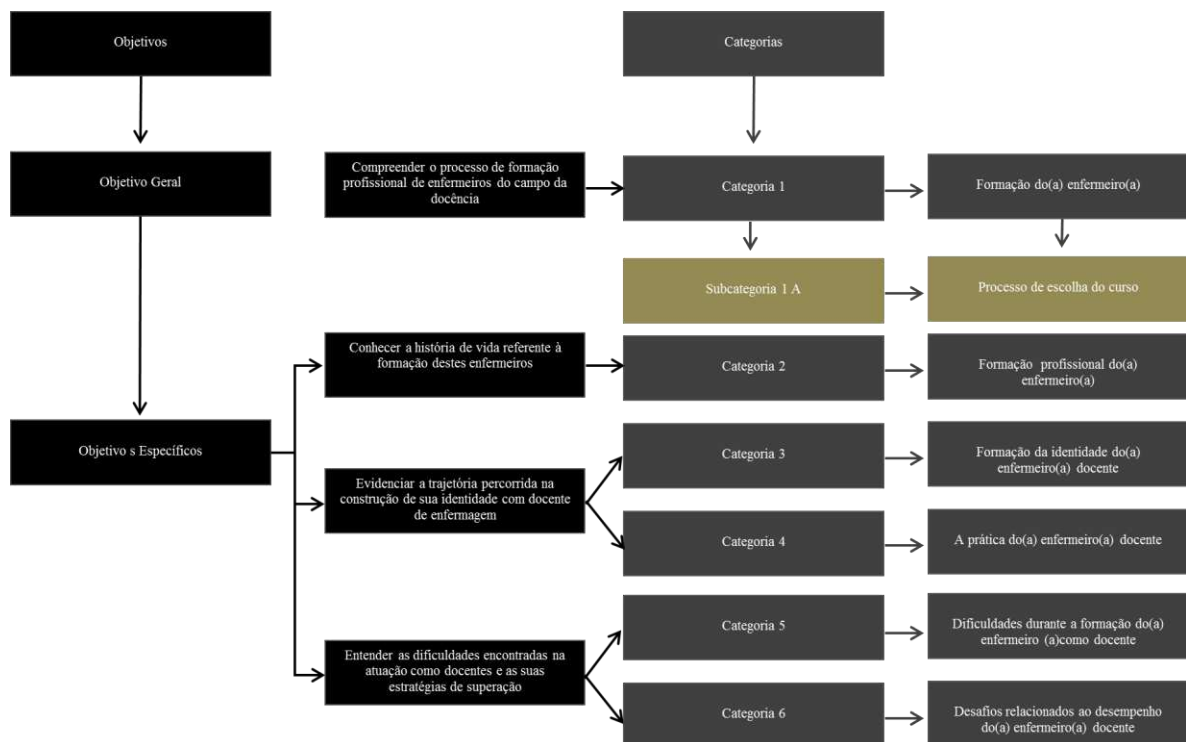 Objetivos
Categorias
Objetivo Geral
Compreender o processo de formação
profissional de enfermeiros do campo da
docência
Categoria 1
Formação do(a) enfermeiro(a)
Subcategoria 1 A
Processo de escolha do curso
Conhecer a história de vida referente à
formação destes enfermeiros
Categoria 2
Formação profissional do(a)
enfermeiro(a)
Objetivo s Específicos
Evidenciar a trajetória percorrida na
construção de sua identidade com docente
de enfermagem
Categoria 3
Formação da identidade do(a)
enfermeiro(a) docente
Categoria 4
A prática do(a) enfermeiro(a) docente
Entender as dificuldades encontradas na
atuação como docentes e as suas
estratégias de superação
Categoria 5
Dificuldades durante a formação do(a)
enfermeiro (a)como docente
Categoria 6
Desafios relacionados ao desempenho
do(a) enfermeiro(a) docente